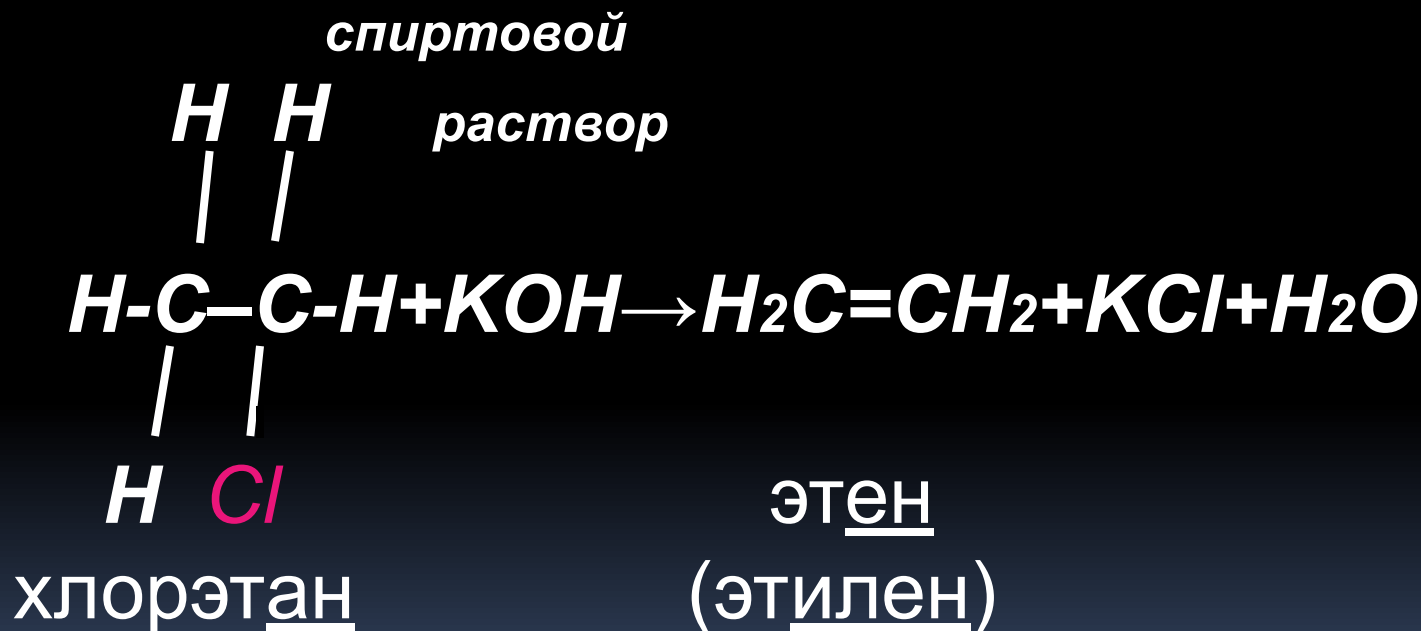 спиртовой
H H раствор
H-C–C-H+KOH→H2C=CH2+KCl+H2O
H Cl этен
хлорэтан (этилен)